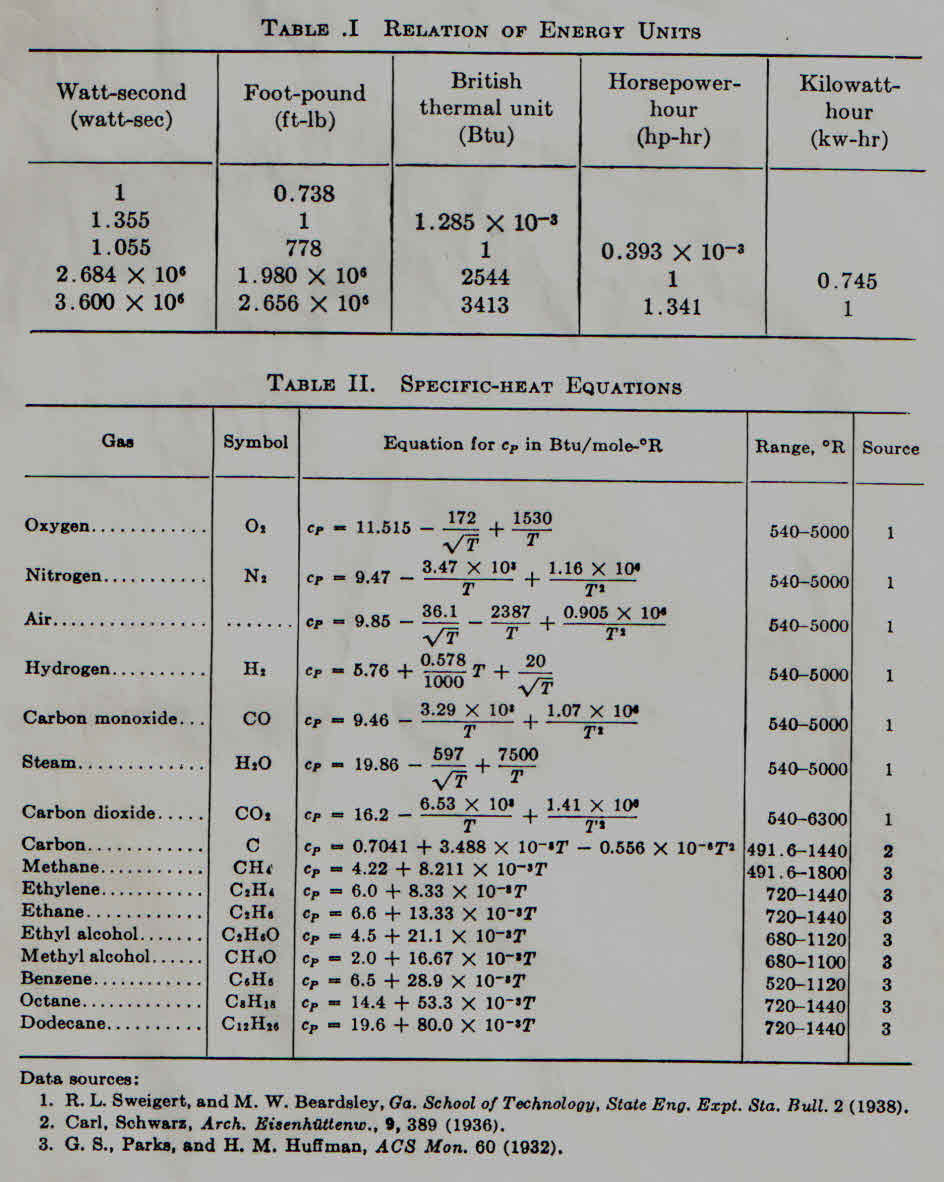 TABLE .I RELATION OF ENERGY UNITS
Watt-second (watt-sec) Foot-pound (ft-lb) British thermal unit (Btu) Horsepower-hour (hp-hr) Kilowatt-hour (kw-hr)
1 0.738
1.355 1 1.285 × 10⁻³
1.055 778 1 0.393 × 10⁻³
2.684 × 10⁶ 1.980 × 10⁶ 2544 1 0.745
3.600 × 10⁶ 2.656 × 10⁶ 3413 1.341 1
TABLE II. SPECIFIC-HEAT EQUATIONS
Gas Symbol Equation for cP in Btu/mole-°R Range, °R Source
Oxygen............ O₂ cP = 11.515 − 172/√T + 1530/T 540–5000 1
Nitrogen........... N₂ cP = 9.47 − 3.47 × 10³/T + 1.16 × 10⁶/T² 540–5000 1
Air................ ....... cP = 9.85 − 36.1/√T − 2387/T + 0.905 × 10⁶/T² 540–5000 1
Hydrogen.......... H₂ cP = 5.76 + 0.578/1000 T + 20/√T 540–5000 1
Carbon monoxide... CO cP = 9.46 − 3.29 × 10³/T + 1.07 × 10⁶/T² 540–5000 1
Steam............. H₂O cP = 19.86 − 597/√T + 7500/T 540–5000 1
Carbon dioxide..... CO₂ cP = 16.2 − 6.53 × 10³/T + 1.41 × 10⁶/T² 540–6300 1
Carbon............ C cP = 0.7041 + 3.488 × 10⁻³T − 0.556 × 10⁻⁶T² 491.6–1440 2
Methane........... CH₄ cP = 4.22 + 8.211 × 10⁻³T 491.6–1800 3
Ethylene........... C₂H₄ cP = 6.0 + 8.33 × 10⁻³T 720–1440 3
Ethane............ C₂H₆ cP = 6.6 + 13.33 × 10⁻³T 720–1440 3
Ethyl alcohol....... C₂H₆O cP = 4.5 + 21.1 × 10⁻³T 680–1120 3
Methyl alcohol...... CH₄O cP = 2.0 + 16.67 × 10⁻³T 680–1100 3
Benzene........... C₆H₆ cP = 6.5 + 28.9 × 10⁻³T 520–1120 3
Octane............ C₈H₁₈ cP = 14.4 + 53.3 × 10⁻³T 720–1440 3
Dodecane.......... C₁₂H₂₆ cP = 19.6 + 80.0 × 10⁻³T 720–1440 3
Data sources:
1. R. L. Sweigert, and M. W. Beardsley, Ga. School of Technology, State Eng. Expt. Sta. Bull. 2 (1938).
2. Carl, Schwarz, Arch. Eisenhüttenw., 9, 389 (1936).
3. G. S., Parks, and H. M. Huffman, ACS Mon. 60 (1932).